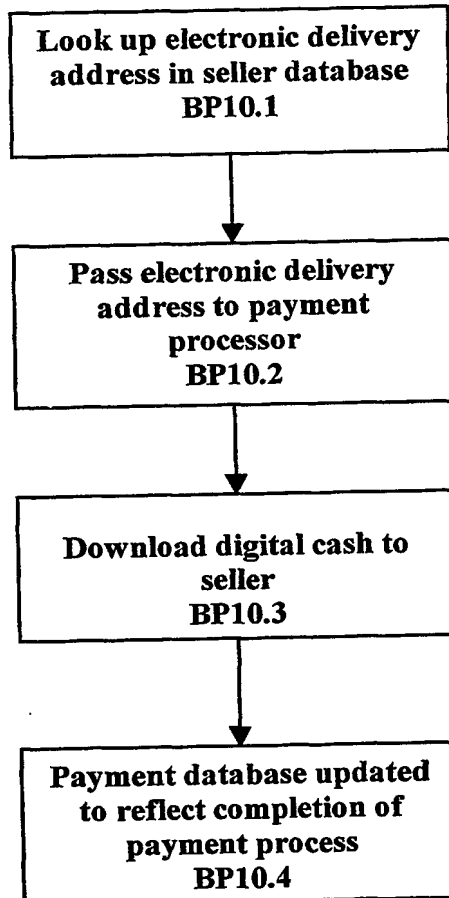 Look up electronic delivery
address in seller database
BP10.1
Pass electronic delivery
address to payment
processor
BP10.2
Download digital cash to
seller
BP10.3
Payment database updated
to reflect completion of
payment process
BP10.4